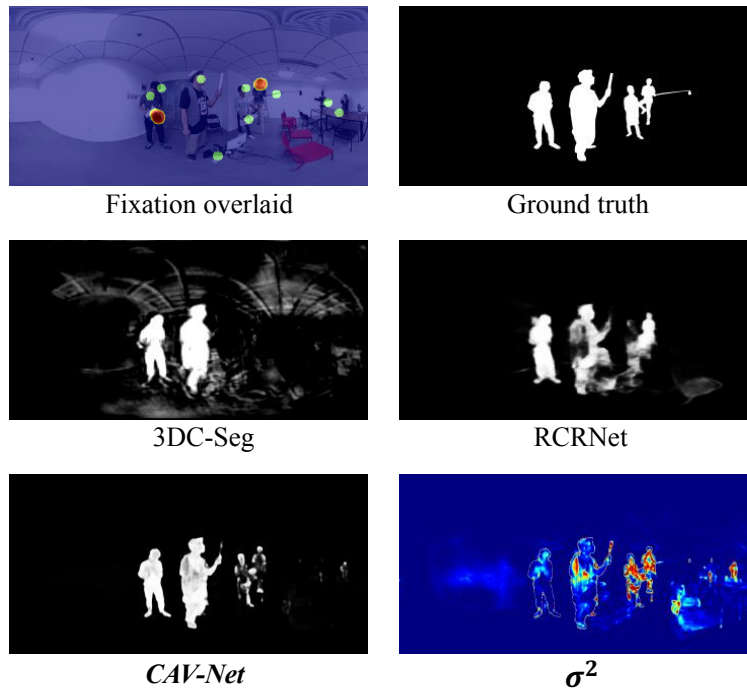 Fixation overlaid
Ground truth
3DC-Seg
RCRNet
CAV-Net
σ²